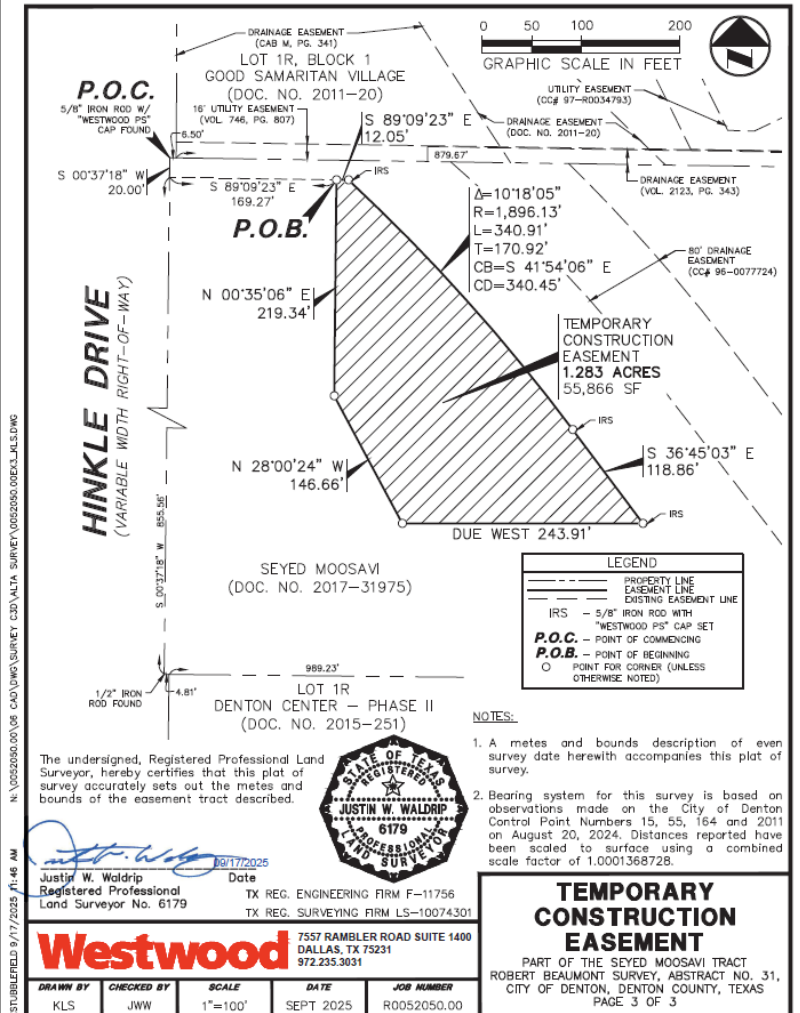 DRAINAGE EASEMENT
(CAB M, PG. 341)
LOT 1R, BLOCK 1
GOOD SAMARITAN VILLAGE
(DOC. NO. 2011-20)
0 50 100 200
GRAPHIC SCALE IN FEET
N
P.O.C.
5/8" IRON ROD W/
"WESTWOOD PS"
CAP FOUND
16' UTILITY EASEMENT
(VOL. 746, PG. 807)
6.50'
S 89°09'23" E
12.05'
UTILITY EASEMENT
(CC# 97-R0034793)
DRAINAGE EASEMENT
(DOC. NO. 2011-20)
879.67'
S 00°37'18" W
20.00'
S 89°09'23" E
169.27'
IRS
DRAINAGE EASEMENT
(VOL. 2123, PG. 343)
P.O.B.
Δ=10°18'05"
R=1,896.13'
L=340.91'
T=170.92'
CB=S 41°54'06" E
CD=340.45'
80' DRAINAGE
EASEMENT
(CC# 96-0077724)
N 00°35'06" E
219.34'
HINKLE DRIVE
(VARIABLE WIDTH RIGHT-OF-WAY)
TEMPORARY
CONSTRUCTION
EASEMENT
1.283 ACRES
55,866 SF
IRS
N 28°00'24" W
146.66'
S 36°45'03" E
118.86'
IRS
DUE WEST 243.91'
S 00°37'18" W 855.56'
SEYED MOOSAVI
(DOC. NO. 2017-31975)
LEGEND
PROPERTY LINE
EASEMENT LINE
EXISTING EASEMENT LINE
IRS - 5/8" IRON ROD WITH
"WESTWOOD PS" CAP SET
P.O.C. - POINT OF COMMENCING
P.O.B. - POINT OF BEGINNING
POINT FOR CORNER (UNLESS
OTHERWISE NOTED)
989.23'
1/2" IRON
ROD FOUND
4.81'
LOT 1R
DENTON CENTER - PHASE II
(DOC. NO. 2015-251)
NOTES:
1. A metes and bounds description of even
survey date herewith accompanies this plat of
survey.
2. Bearing system for this survey is based on
observations made on the City of Denton
Control Point Numbers 15, 55, 164 and 2011
on August 20, 2024. Distances reported have
been scaled to surface using a combined
scale factor of 1.0001368728.
The undersigned, Registered Professional Land
Surveyor, hereby certifies that this plat of
survey accurately sets out the metes and
bounds of the easement tract described.
STATE OF TEXAS
REGISTERED
JUSTIN W. WALDRIP
6179
PROFESSIONAL
LAND SURVEYOR
09/17/2025
Justin W. Waldrip Date
Registered Professional
Land Surveyor No. 6179
TX REG. ENGINEERING FIRM F-11756
TX REG. SURVEYING FIRM LS-10074301
Westwood
7557 RAMBLER ROAD SUITE 1400
DALLAS, TX 75231
972.235.3031
DRAWN BY CHECKED BY SCALE DATE JOB NUMBER
KLS JWW 1"=100' SEPT 2025 R0052050.00
TEMPORARY
CONSTRUCTION
EASEMENT
PART OF THE SEYED MOOSAVI TRACT
ROBERT BEAUMONT SURVEY, ABSTRACT NO. 31,
CITY OF DENTON, DENTON COUNTY, TEXAS
PAGE 3 OF 3
STUBBLEFIELD 9/17/2025 11:46 AM N:\0052050.00\06 CAD\DWG\SURVEY C3D\ALTA SURVEY\0052050.00EX3_KLS.DWG